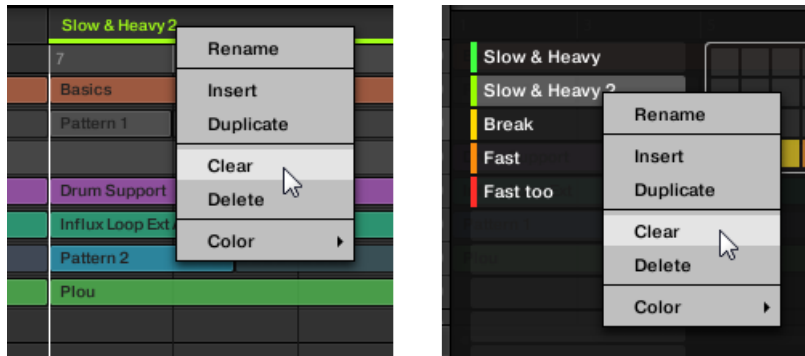 Slow & Heavy 2
7
Basics
Pattern 1
Drum Support
Influx Loop Ext
Pattern 2
Plou
Rename
Insert
Duplicate
Clear
Delete
Color
Slow & Heavy
Slow & Heavy 2
Break
Fast
Fast too
Plou
Rename
Insert
Duplicate
Clear
Delete
Color